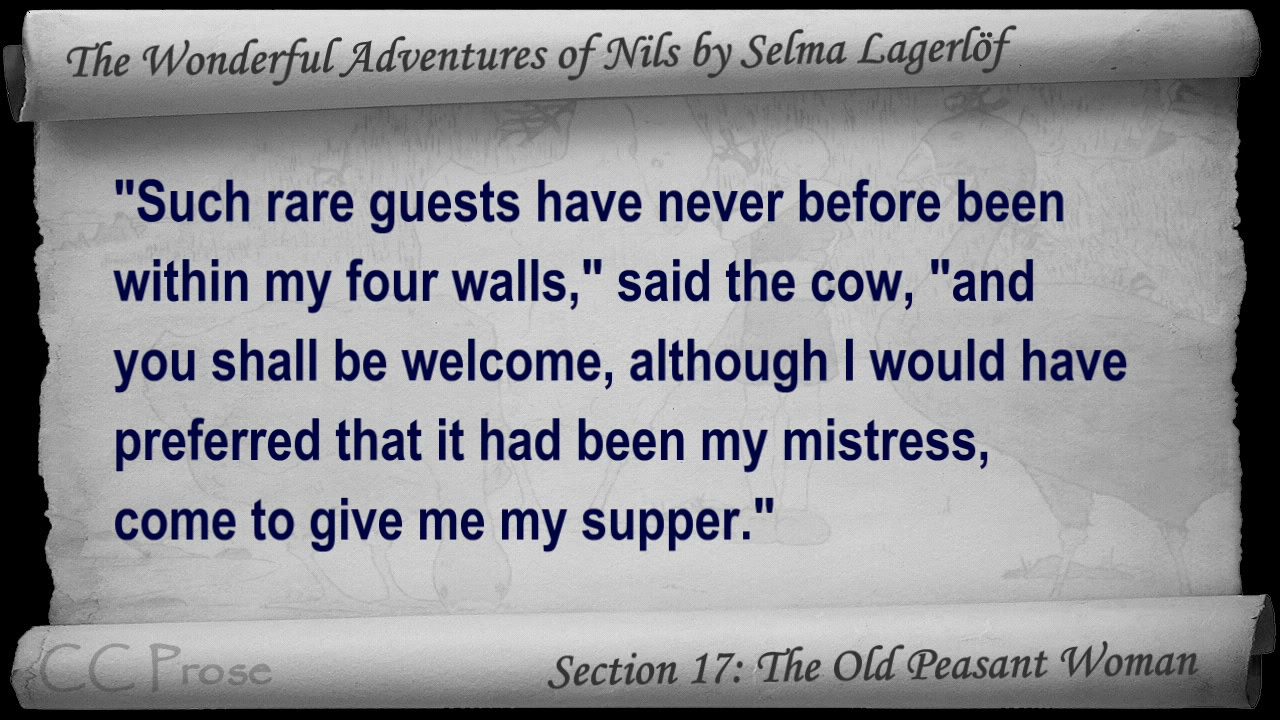 The Wonderful Adventures of Nils by Selma Lagerlöf
"Such rare guests have never before been
within my four walls," said the cow, "and
you shall be welcome, although I would have
preferred that it had been my mistress,
come to give me my supper."
CC Prose
Section 17: The Old Peasant Woman